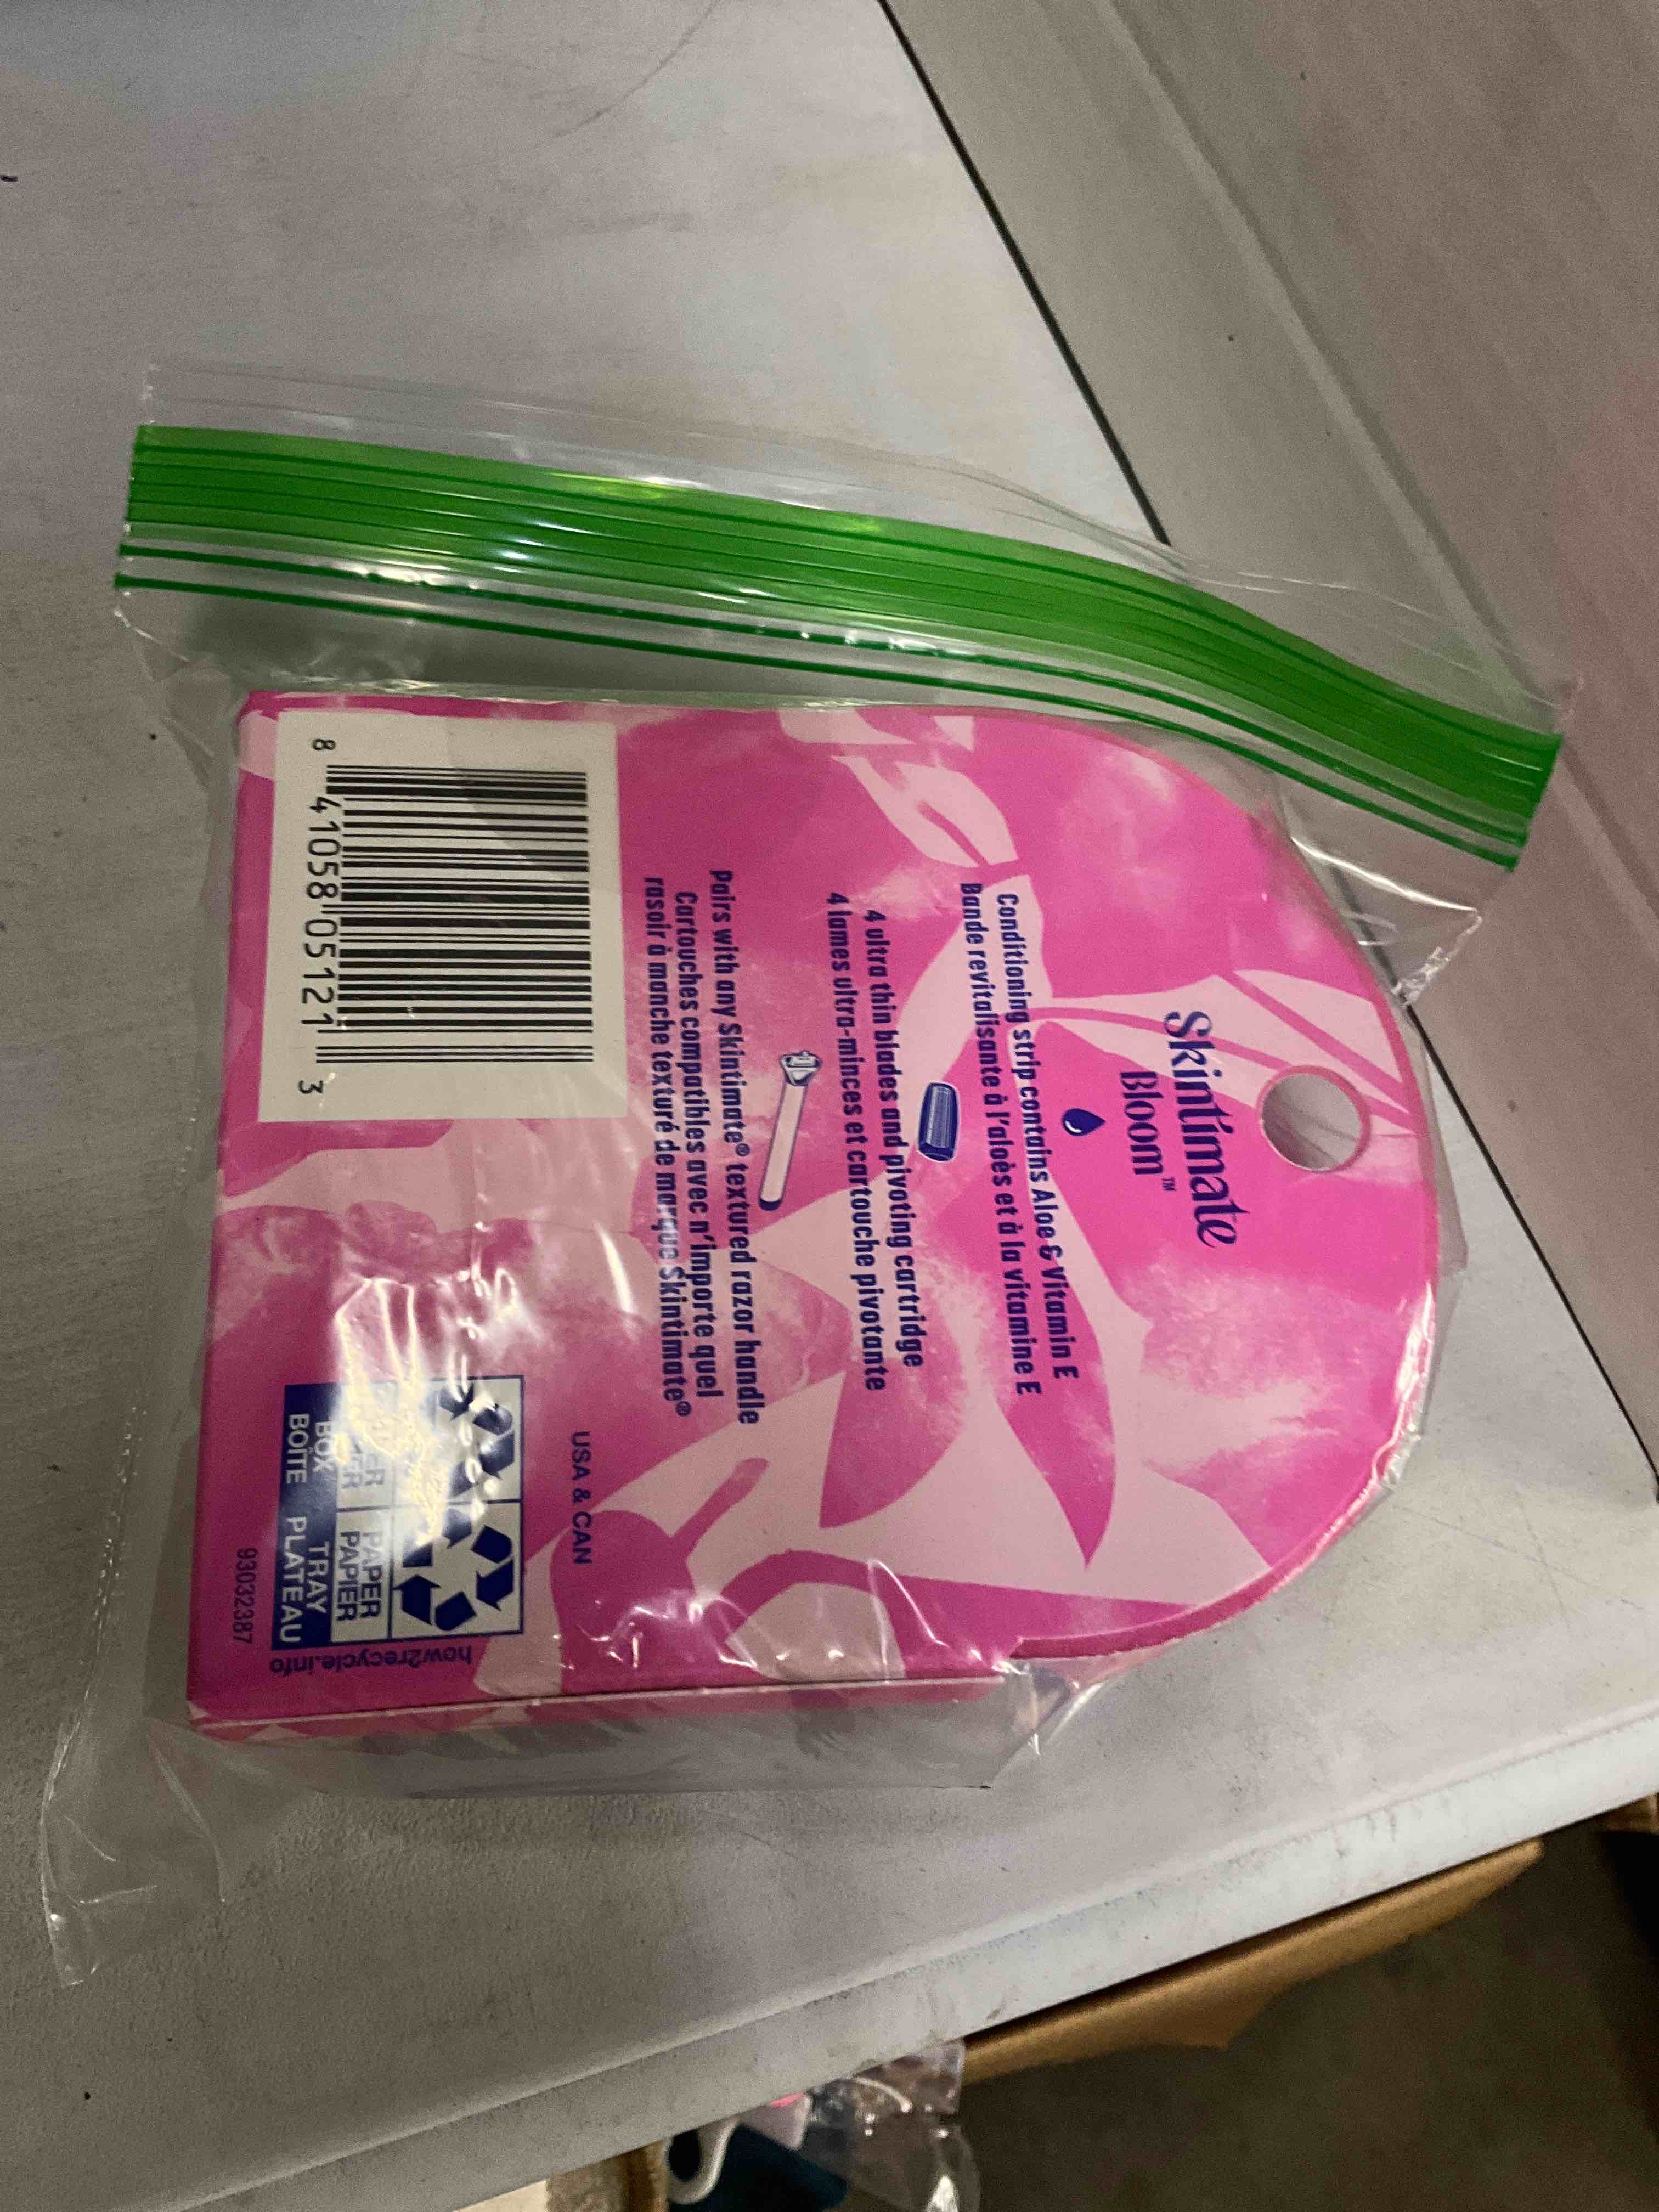 Skintimate
Bloom™
Conditioning strip contains Aloe & Vitamin E
Bande revitalisante à l'aloès et à la vitamine E
4 ultra thin blades and pivoting cartridge
4 lames ultra-minces et cartouche pivotante
Pairs with any Skintimate® textured razor handle
Cartouches compatibles avec n'importe quel
rasoir à manche texturé de marque Skintimate®
8 41058 05121 3
USA & CAN
PAPER
PAPIER
BOX
BOÎTE
TRAY
PLATEAU
how2recycle.info
93032387